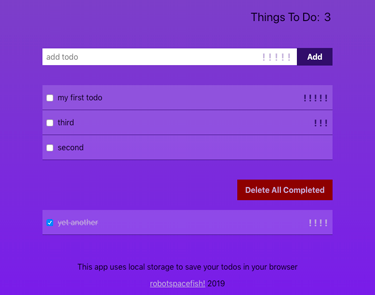 Things To Do: 3
add todo !!!!! Add
my first todo !!!!!
third !!!
second
Delete All Completed
yet another !!!!
This app uses local storage to save your todos in your browser
robotspacefish! 2019